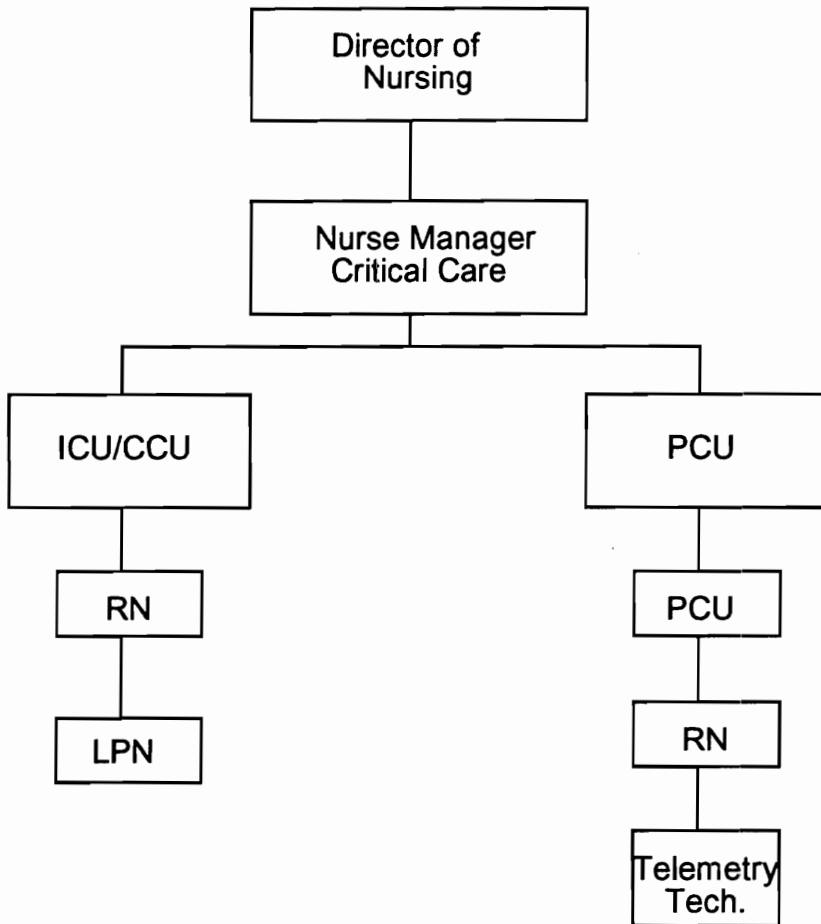 Director of
Nursing
Nurse Manager
Critical Care
ICU/CCU
PCU
RN
PCU
LPN
RN
Telemetry
Tech.